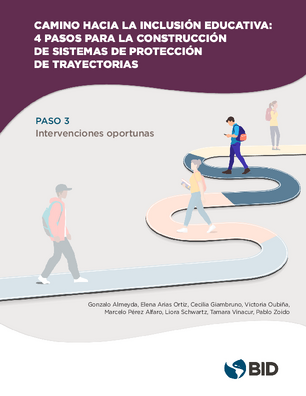 CAMINO HACIA LA INCLUSIÓN EDUCATIVA:
4 PASOS PARA LA CONSTRUCCIÓN
DE SISTEMAS DE PROTECCIÓN
DE TRAYECTORIAS
PASO 3
Intervenciones oportunas
Gonzalo Almeyda, Elena Arias Ortiz, Cecilia Giambruno, Victoria Oubiña,
Marcelo Pérez Alfaro, Liora Schwartz, Tamara Vinacur, Pablo Zoido
BID